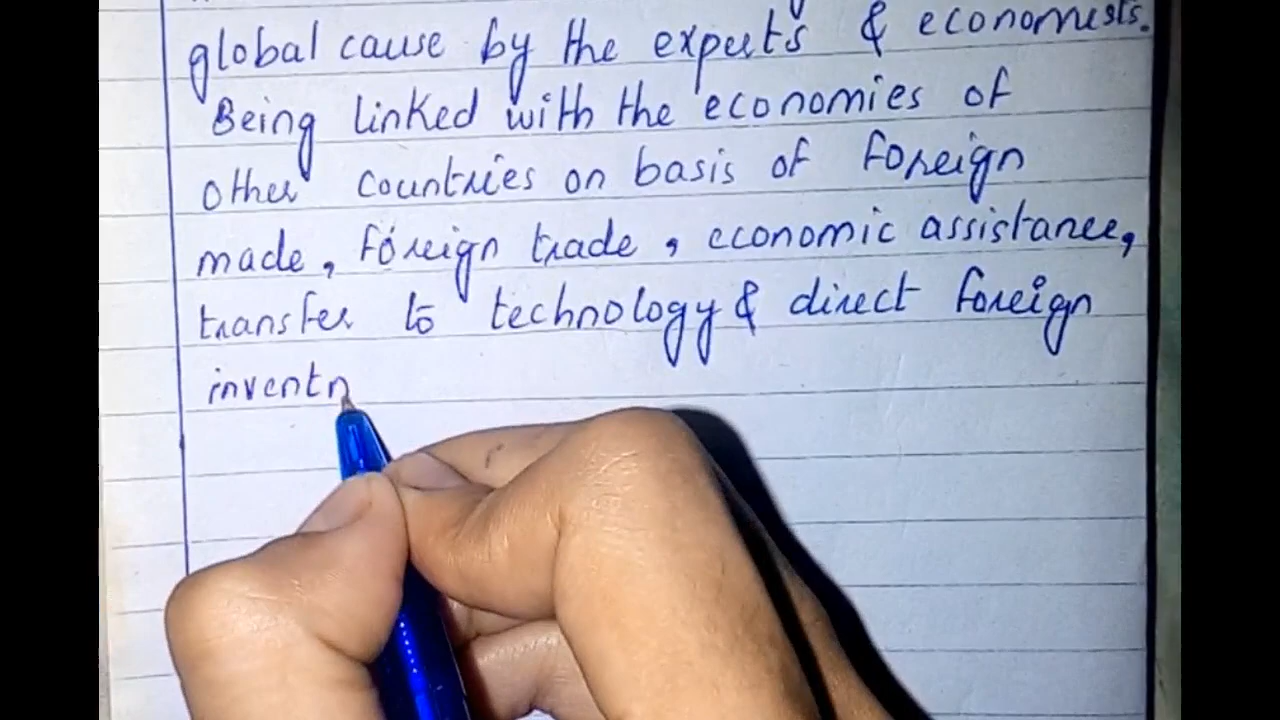 global cause by the experts & economists.
Being linked with the economies of
other countries on basis of foreign
made, foreign trade, economic assistance,
transfer to technology & direct foreign
inventn